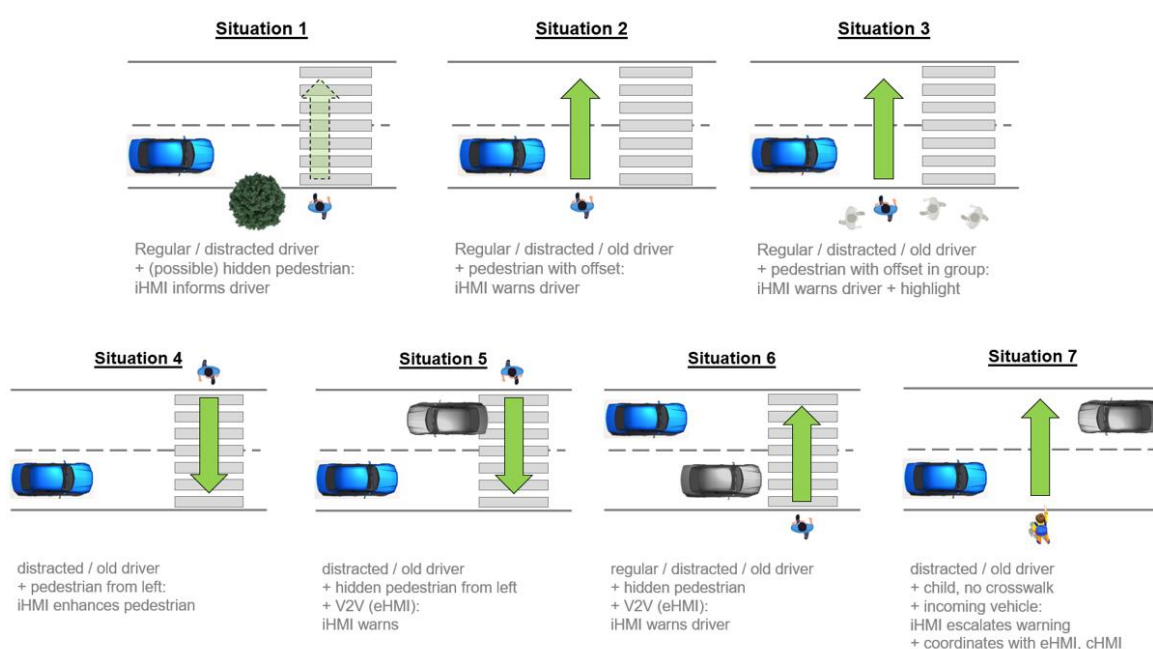 Situation 1
Regular / distracted driver
+ (possible) hidden pedestrian:
iHMI informs driver
Situation 2
Regular / distracted / old driver
+ pedestrian with offset:
iHMI warns driver
Situation 3
Regular / distracted / old driver
+ pedestrian with offset in group:
iHMI warns driver + highlight
Situation 4
distracted / old driver
+ pedestrian from left:
iHMI enhances pedestrian
Situation 5
distracted / old driver
+ hidden pedestrian from left
+ V2V (eHMI):
iHMI warns
Situation 6
regular / distracted / old driver
+ hidden pedestrian
+ V2V (eHMI):
iHMI warns driver
Situation 7
distracted / old driver
+ child, no crosswalk
+ incoming vehicle:
iHMI escalates warning
+ coordinates with eHMI, cHMI